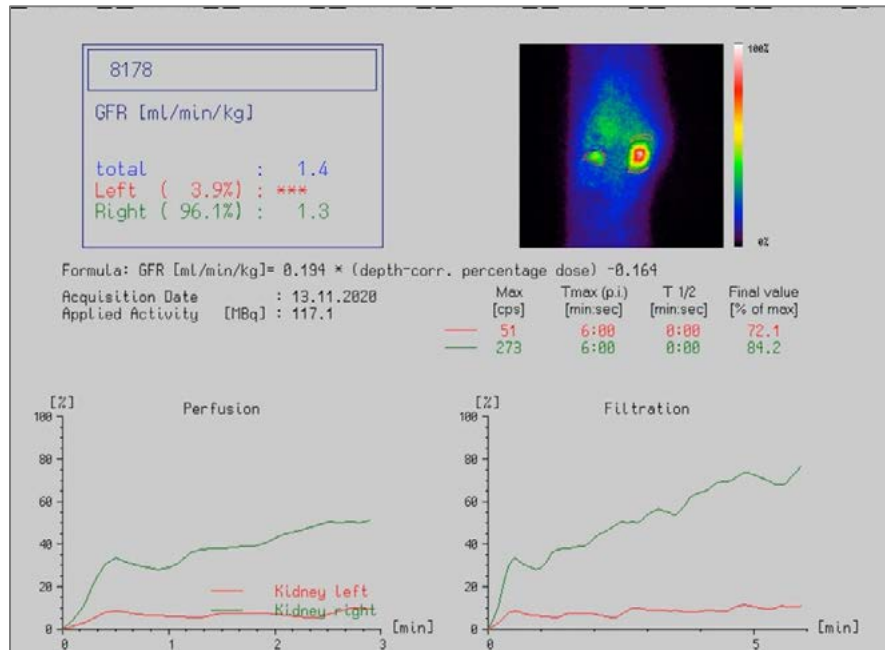 8178
GFR [ml/min/kg]
total : 1.4
Left ( 3.9%) : ***
Right ( 96.1%) : 1.3
100%
0%
Formula: GFR [ml/min/kg]= 0.194 * (depth-corr. percentage dose) -0.164
Acquisition Date : 13.11.2020
Applied Activity [MBq] : 117.1
Max Tmax (p.i.) T 1/2 Final value
[cps] [min:sec] [min:sec] [% of max]
51 6:00 0:00 72.1
273 6:00 0:00 84.2
[%] Perfusion
100
80
60
40
20
0
Kidney left
Kidney right
0 1 2 3 [min]
[%] Filtration
100
80
60
40
20
0
0 5 [min]